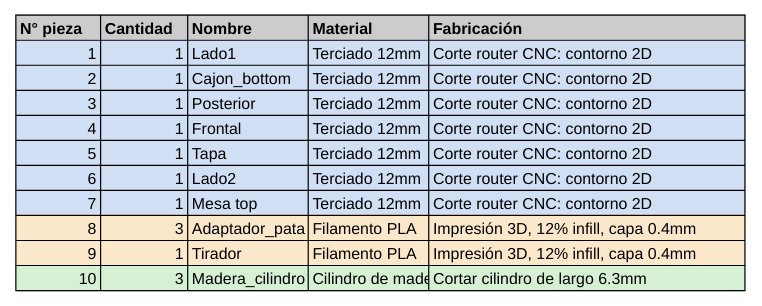 N° pieza Cantidad Nombre Material Fabricación
1 1 Lado1 Terciado 12mm Corte router CNC: contorno 2D
2 1 Cajon_bottom Terciado 12mm Corte router CNC: contorno 2D
3 1 Posterior Terciado 12mm Corte router CNC: contorno 2D
4 1 Frontal Terciado 12mm Corte router CNC: contorno 2D
5 1 Tapa Terciado 12mm Corte router CNC: contorno 2D
6 1 Lado2 Terciado 12mm Corte router CNC: contorno 2D
7 1 Mesa top Terciado 12mm Corte router CNC: contorno 2D
8 3 Adaptador_pata Filamento PLA Impresión 3D, 12% infill, capa 0.4mm
9 1 Tirador Filamento PLA Impresión 3D, 12% infill, capa 0.4mm
10 3 Madera_cilindro Cilindro de made Cortar cilindro de largo 6.3mm